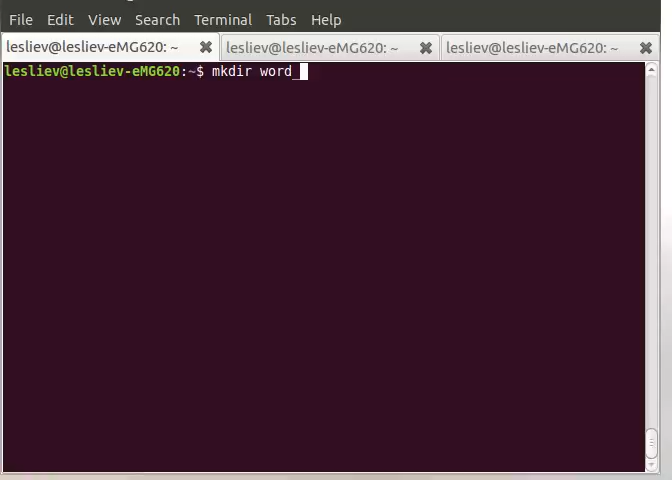 File Edit View Search Terminal Tabs Help
lesliev@lesliev-eMG620: ~ lesliev@lesliev-eMG620: ~ lesliev@lesliev-eMG620: ~
lesliev@lesliev-eMG620:~$ mkdir word_